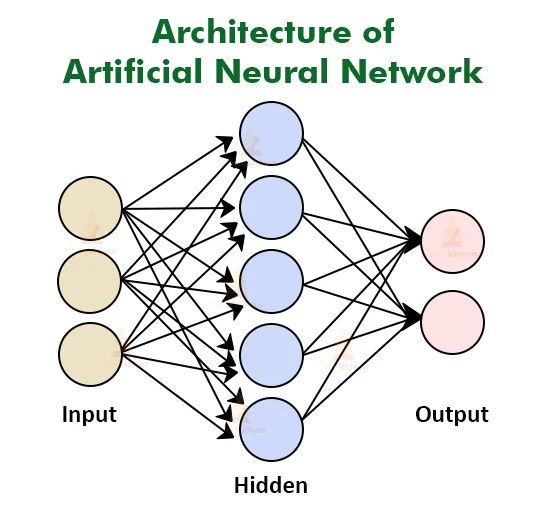 Architecture of
Artificial Neural Network
Input
Output
Hidden